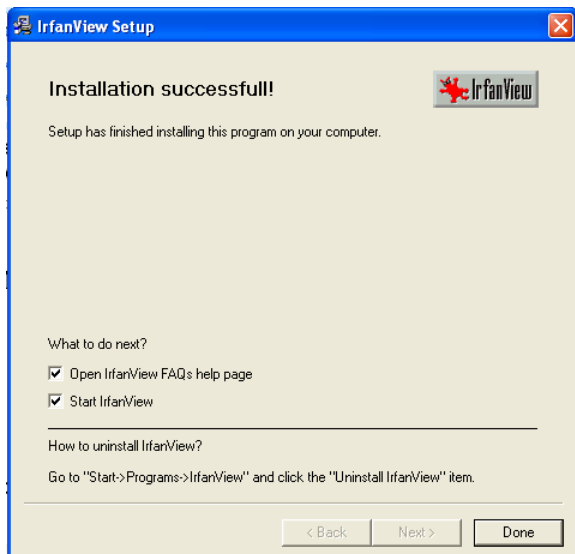 IrfanView Setup
Installation successfull!
IrfanView
Setup has finished installing this program on your computer.
What to do next?
Open IrfanView FAQs help page
Start IrfanView
How to uninstall IrfanView?
Go to "Start->Programs->IrfanView" and click the "Uninstall IrfanView" item.
< Back
Next >
Done